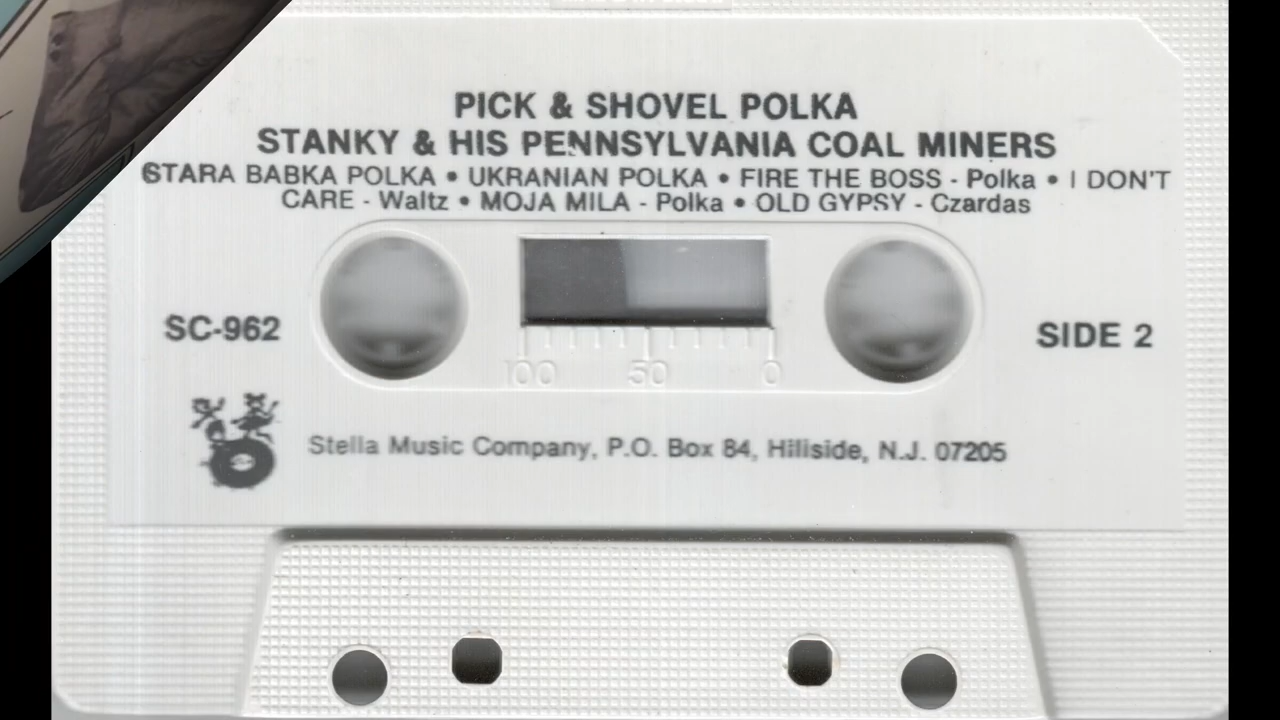 PICK & SHOVEL POLKA
STANKY & HIS PENNSYLVANIA COAL MINERS
STARA BABKA POLKA • UKRANIAN POLKA • FIRE THE BOSS - Polka • I DON'T
CARE - Waltz • MOJA MILA - Polka • OLD GYPSY - Czardas
SC-962
SIDE 2
100 50 0
Stella Music Company, P.O. Box 84, Hillside, N.J. 07205